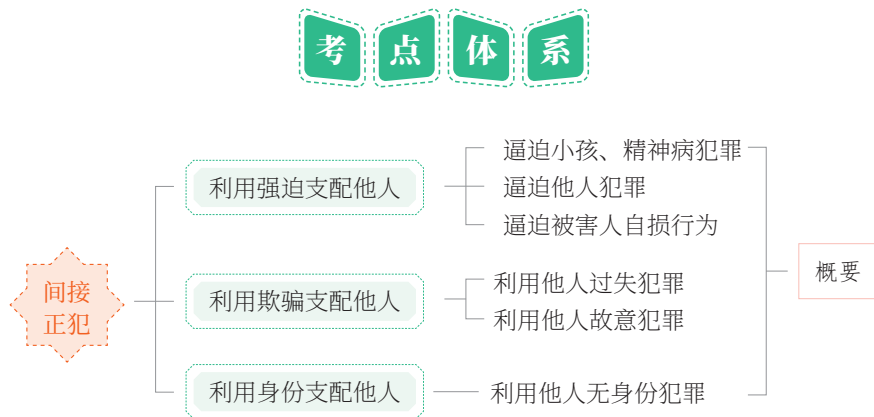 考点体系
间接
正犯
利用强迫支配他人
逼迫小孩、精神病犯罪
逼迫他人犯罪
逼迫被害人自损行为
利用欺骗支配他人
利用他人过失犯罪
利用他人故意犯罪
利用身份支配他人
利用他人无身份犯罪
概要